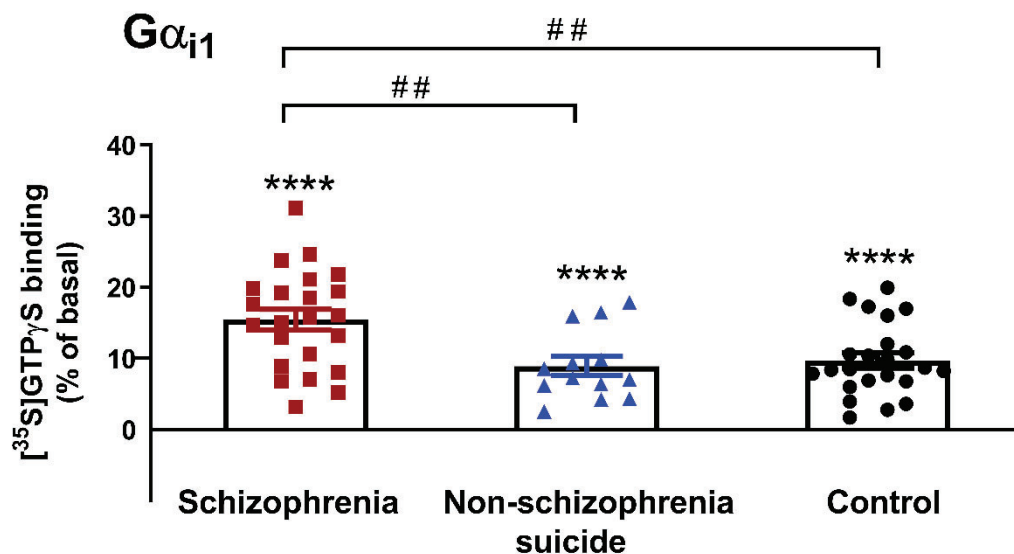 Gαi1
##
##
[³⁵S]GTPγS binding
(% of basal)
40
30
20
10
0
****
****
****
Schizophrenia
Non-schizophrenia
suicide
Control